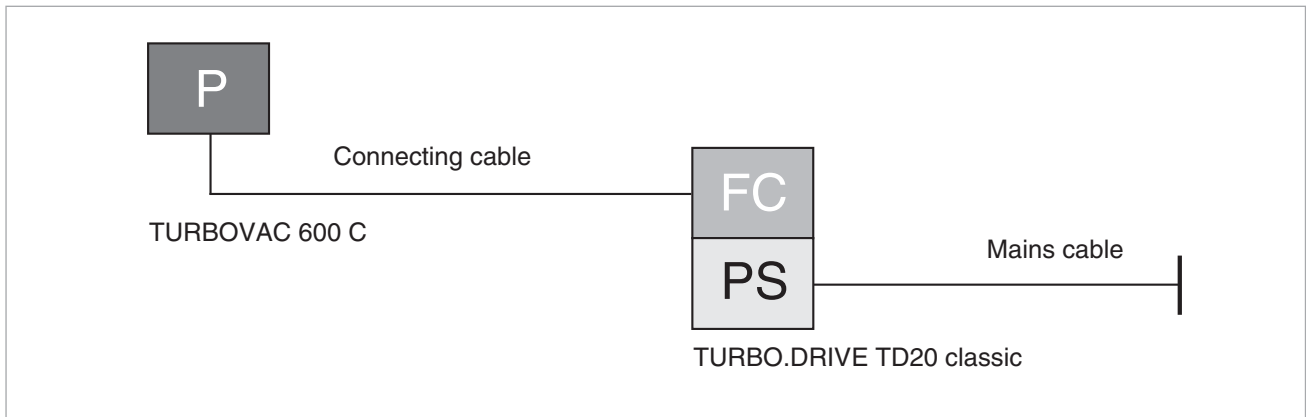 P
Connecting cable
TURBOVAC 600 C
FC
Mains cable
PS
TURBO.DRIVE TD20 classic